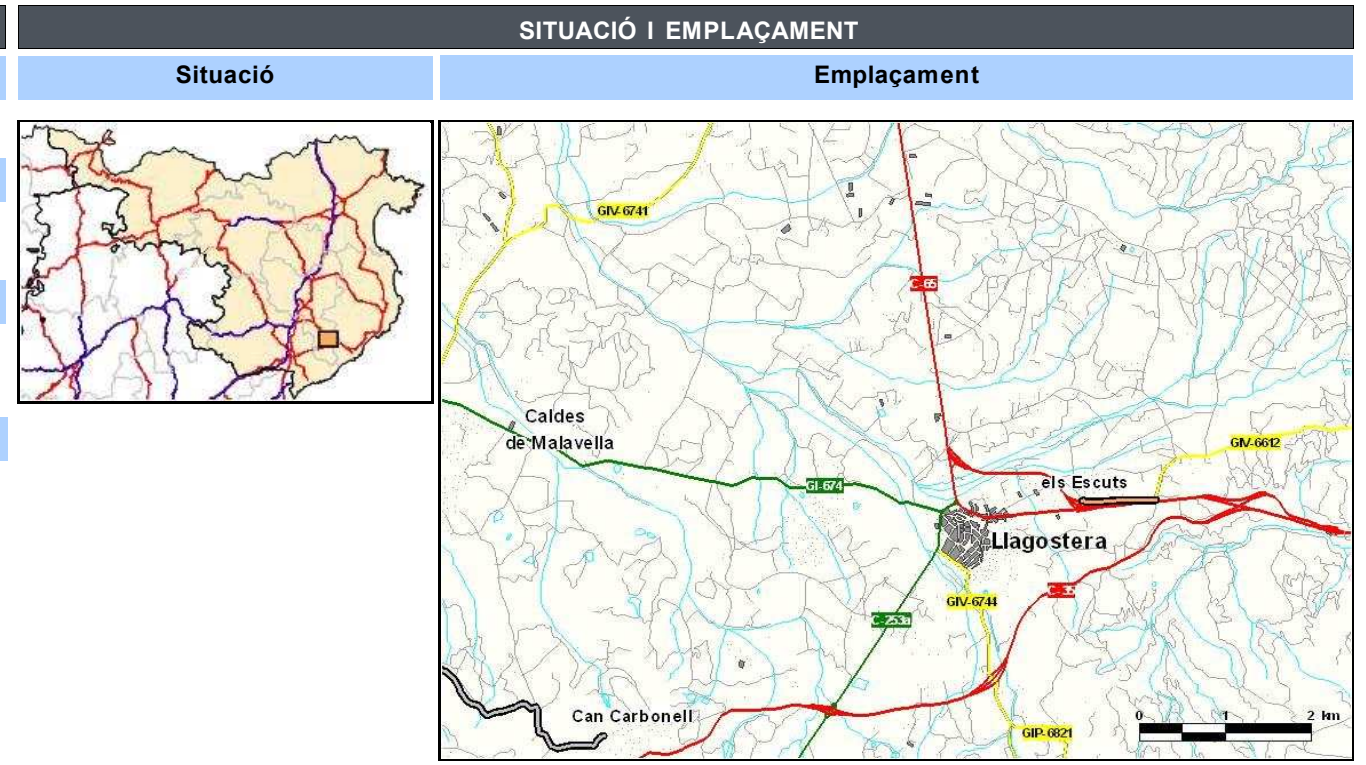 SITUACIÓ I EMPLAÇAMENT
Situació
Emplaçament
GIV-6741
C-65
Caldes
de Malavella
GIV-6612
GI-674
els Escuts
Llagostera
C-35
GIV-6744
C-253a
Can Carbonell
0 1 2 km
GIP-6821